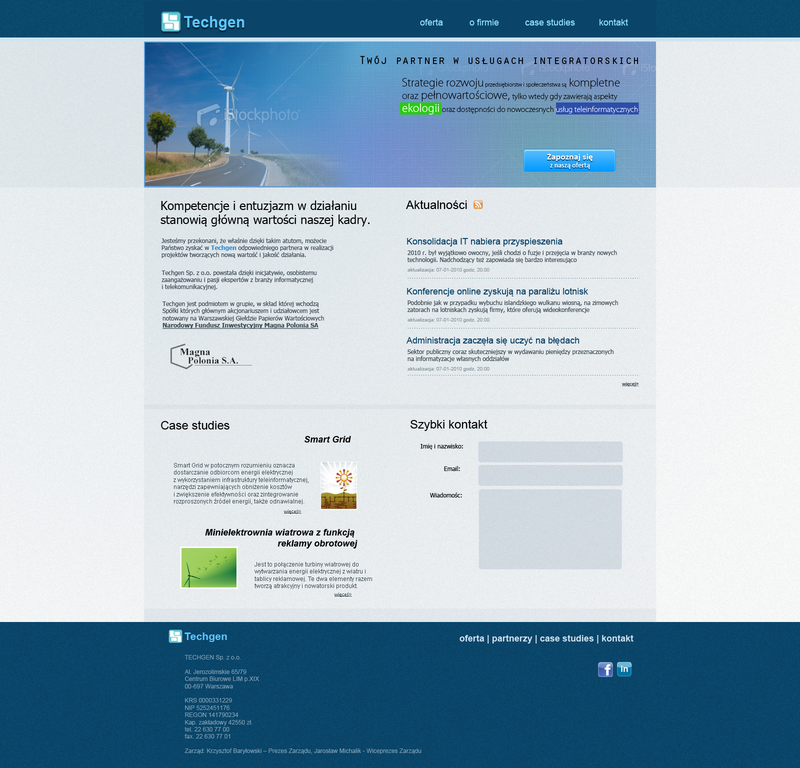 Techgen
oferta
o firmie
case studies
kontakt
Twój partner w usługach integratorskich
iStockphoto
Strategie rozwoju przedsiębiorstw i społeczeństwa są kompletne
oraz pełnowartościowe, tylko wtedy gdy zawierają aspekty
ekologii oraz dostępności do nowoczesnych usług teleinformatycznych
Zapoznaj się
z naszą ofertą
Kompetencje i entuzjazm w działaniu
stanowią główną wartości naszej kadry.
Jesteśmy przekonani, że właśnie dzięki takim atutom, możecie
Państwo zyskać w Techgen odpowiedniego partnera w realizacji
projektów tworzących nową wartość i jakość działania.
Techgen Sp. z o.o. powstała dzięki inicjatywie, osobistemu
zaangażowaniu i pasji ekspertów z branży informatycznej
i telekomunikacyjnej.
Techgen jest podmiotem w grupie, w skład której wchodzą
Spółki których głównym akcjonariuszem i udziałowcem jest
notowany na Warszawskiej Giełdzie Papierów Wartościowych
Narodowy Fundusz Inwestycyjny Magna Polonia SA
Magna
Polonia S.A.
Aktualności
Konsolidacja IT nabiera przyspieszenia
2010 r. był wyjątkowo owocny, jeśli chodzi o fuzje i przejęcia w branży nowych
technologii. Nadchodzący też zapowiada się bardzo interesująco
aktualizacja: 07-01-2010 godz. 20:00
Konferencje online zyskują na paraliżu lotnisk
Podobnie jak w przypadku wybuchu islandzkiego wulkanu wiosną, na zimowych
zatorach na lotniskach zyskują firmy, które oferują wideokonferencje
aktualizacja: 07-01-2010 godz. 20:00
Administracja zaczęła się uczyć na błędach
Sektor publiczny coraz skuteczniejszy w wydawaniu pieniędzy przeznaczonych
na informatyzacje własnych oddziałów
aktualizacja: 07-01-2010 godz. 20:00
więcej>
Case studies
Smart Grid
Smart Grid w potocznym rozumieniu oznacza
dostarczanie odbiorcom energii elektrycznej
z wykorzystaniem infrastruktury teleinformatycznej,
narzędzi zapewniających obniżenie kosztów
i zwiększenie efektywności oraz zintegrowanie
rozproszonych źródeł energii, także odnawialnej.
więcej>
Minielektrownia wiatrowa z funkcją
reklamy obrotowej
Jest to połączenie turbiny wiatrowej do
wytwarzania energii elektrycznej z wiatru i
tablicy reklamowej. Te dwa elementy razem
tworzą atrakcyjny i nowatorski produkt.
więcej>
Szybki kontakt
Imię i nazwisko:
Email:
Wiadomość:
Techgen
oferta | partnerzy | case studies | kontakt
TECHGEN Sp. z o.o.
Al. Jerozolimskie 65/79
Centrum Biurowe LIM p.XIX
00-697 Warszawa
KRS 0000331229
NIP 5252451176
REGON 141790234
Kap. zakładowy 42550 zł
tel. 22 630 77 00
fax. 22 630 77 01
Zarząd: Krzysztof Baryłowski – Prezes Zarządu, Jarosław Michalik - Wiceprezes Zarządu